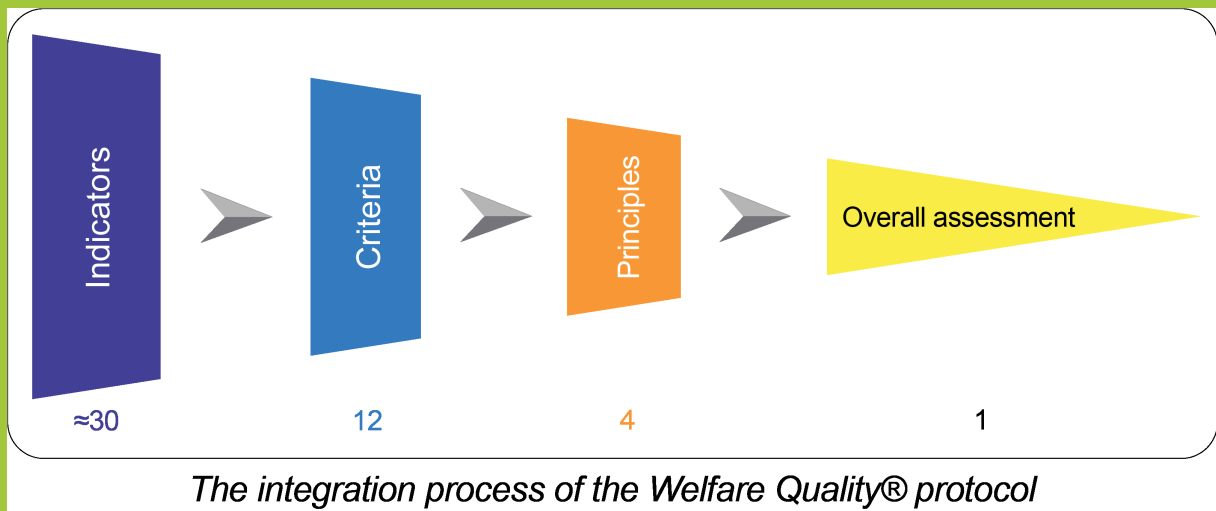 Indicators
Criteria
Principles
Overall assessment
≈30
12
4
1
The integration process of the Welfare Quality® protocol